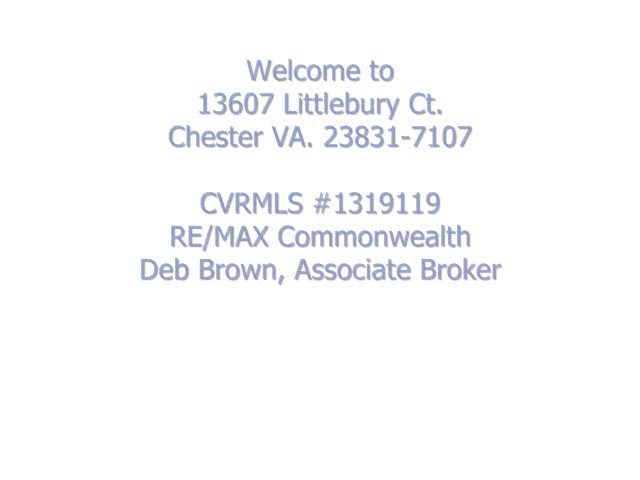 Welcome to
13607 Littlebury Ct.
Chester VA. 23831-7107
CVRMLS #1319119
RE/MAX Commonwealth
Deb Brown, Associate Broker